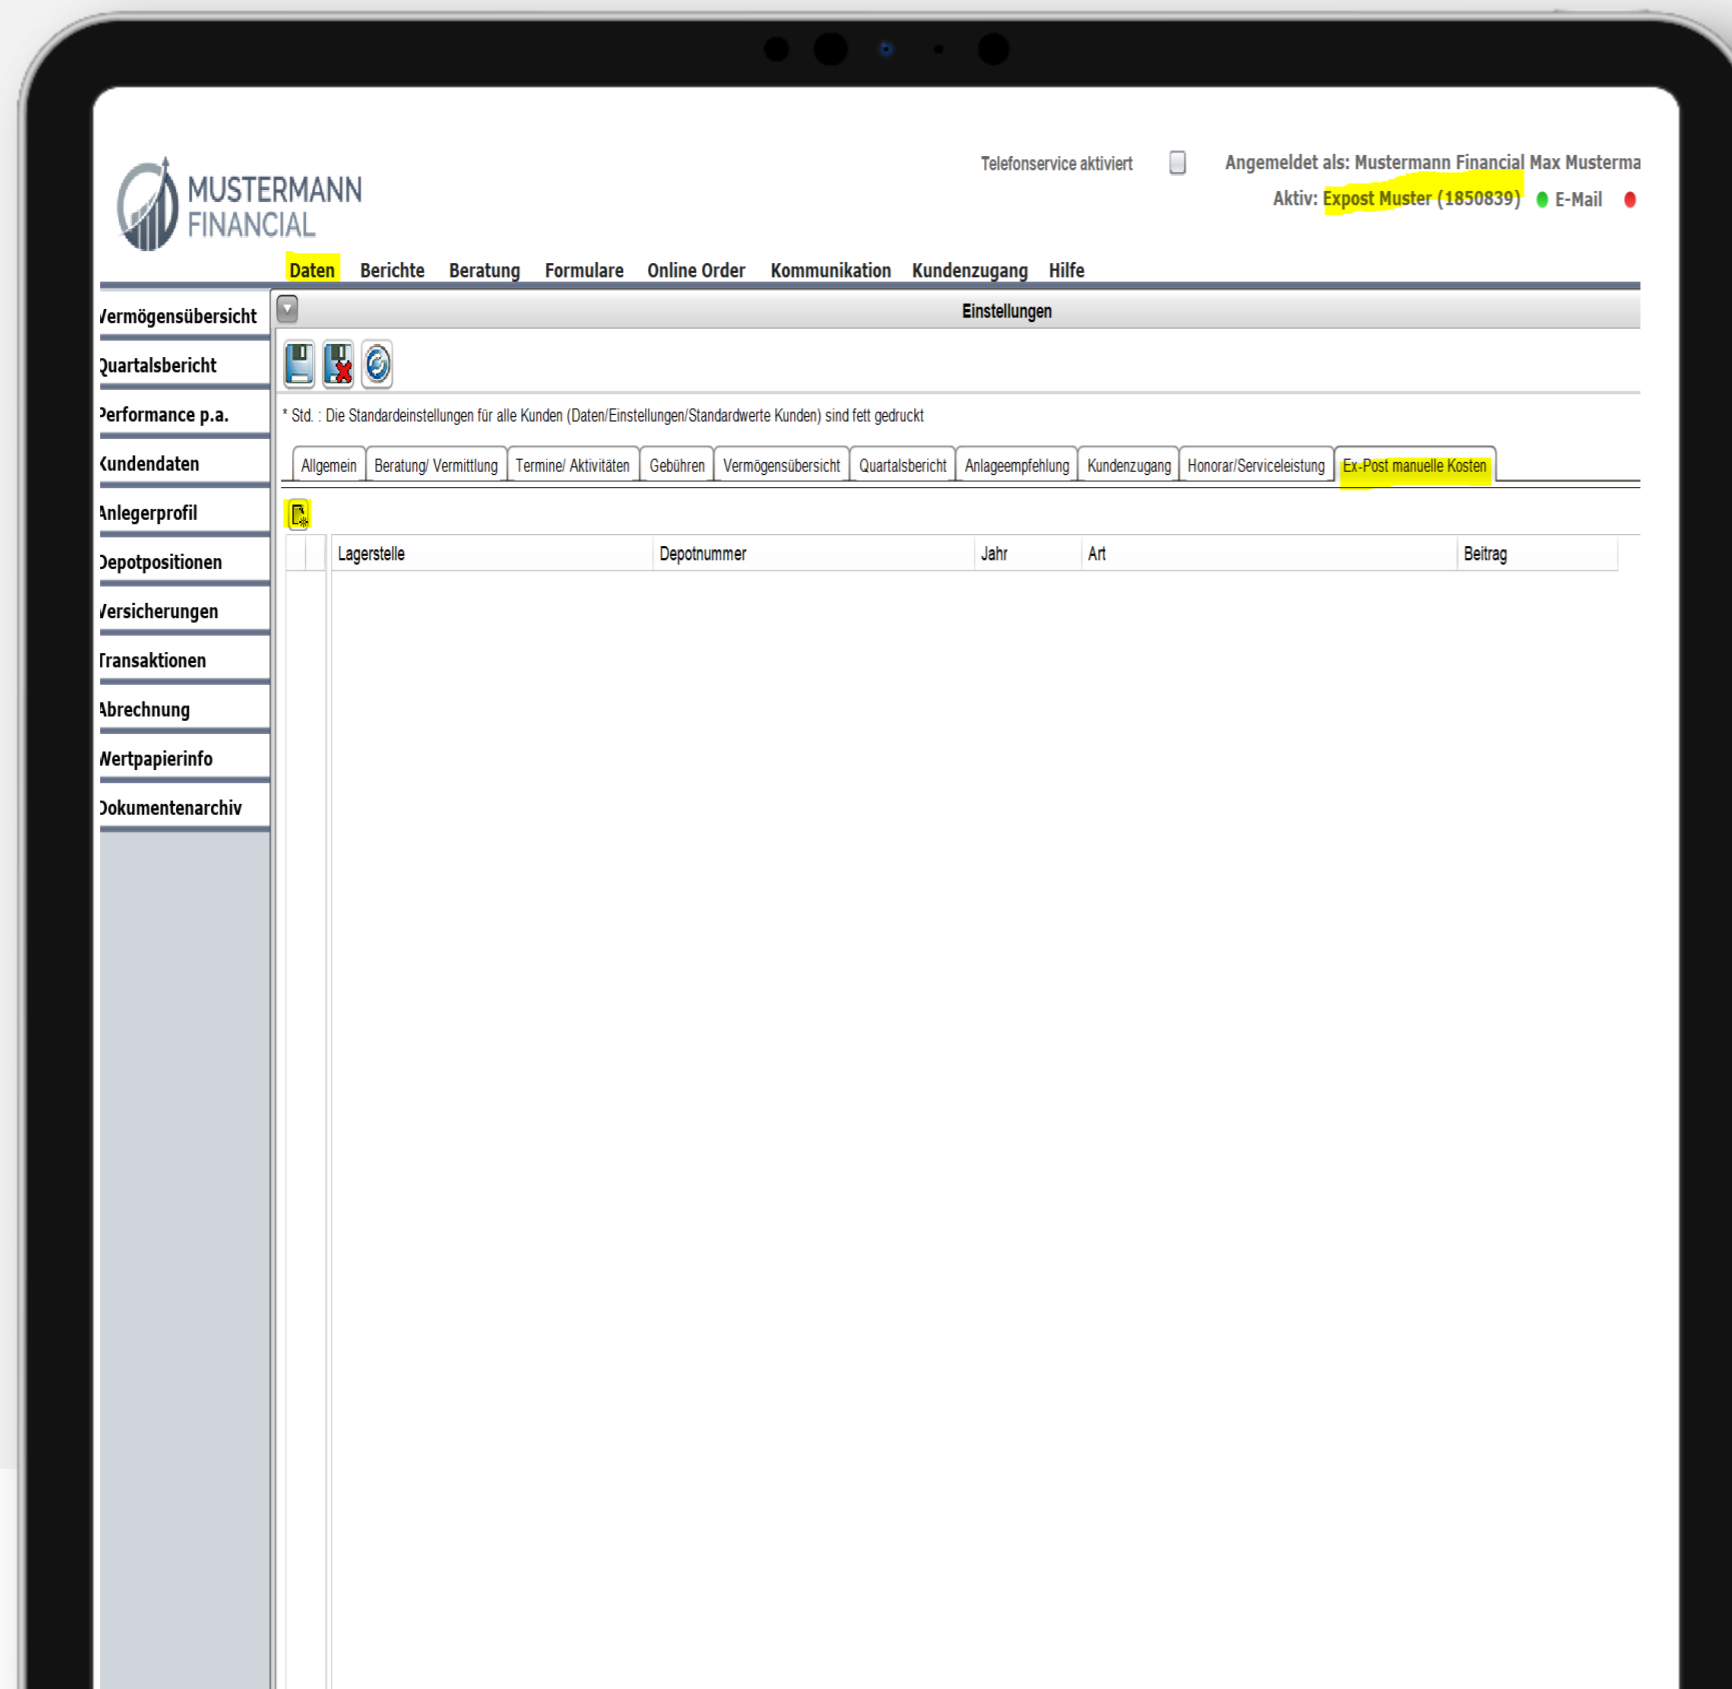 MUSTERMANN
FINANCIAL
Telefonservice aktiviert
Angemeldet als: Mustermann Financial Max Musterma
Aktiv: Expost Muster (1850839) E-Mail
Daten Berichte Beratung Formulare Online Order Kommunikation Kundenzugang Hilfe
Vermögensübersicht
Quartalsbericht
Performance p.a.
Kundendaten
Anlegerprofil
Depotpositionen
Versicherungen
Transaktionen
Abrechnung
Wertpapierinfo
Dokumentenarchiv
Einstellungen
* Std. : Die Standardeinstellungen für alle Kunden (Daten/Einstellungen/Standardwerte Kunden) sind fett gedruckt
Allgemein Beratung/ Vermittlung Termine/ Aktivitäten Gebühren Vermögensübersicht Quartalsbericht Anlageempfehlung Kundenzugang Honorar/Serviceleistung Ex-Post manuelle Kosten
Lagerstelle Depotnummer Jahr Art Beitrag